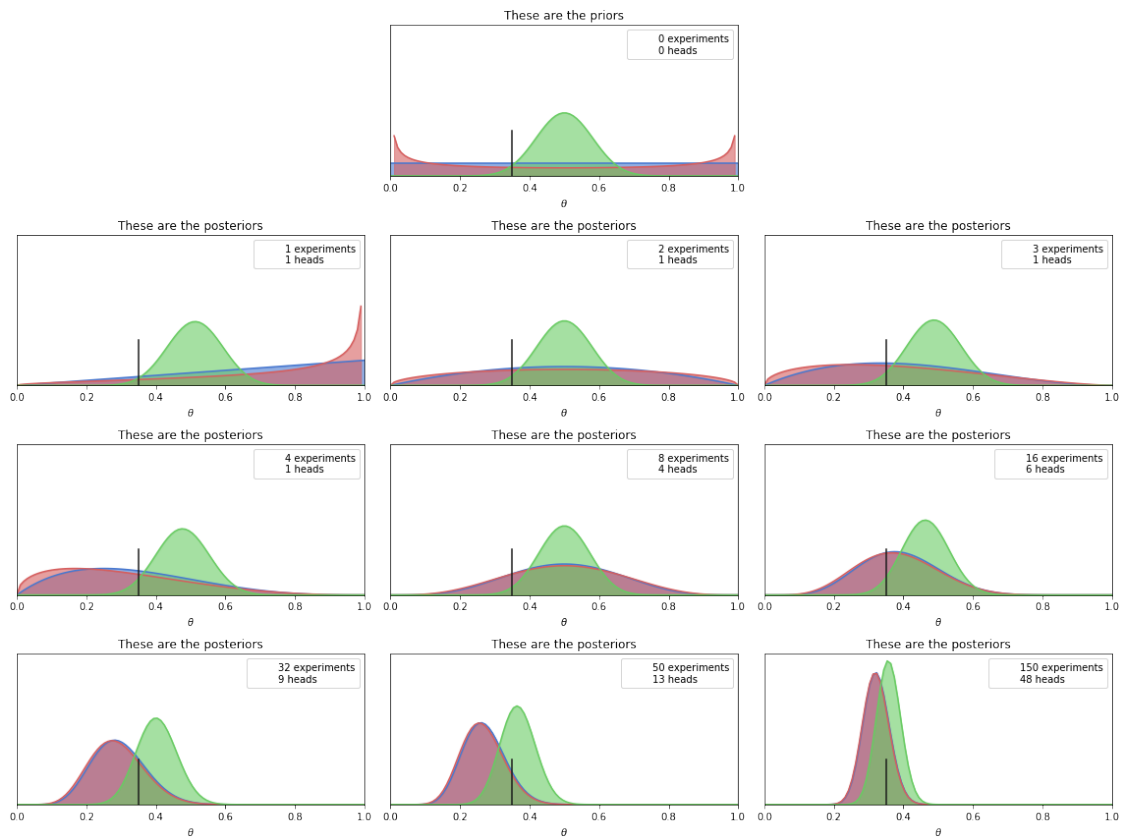 These are the priors
0 experiments
0 heads
0.0 0.2 0.4 0.6 0.8 1.0
θ
These are the posteriors
1 experiments
1 heads
0.0 0.2 0.4 0.6 0.8 1.0
θ
These are the posteriors
2 experiments
1 heads
0.0 0.2 0.4 0.6 0.8 1.0
θ
These are the posteriors
3 experiments
1 heads
0.0 0.2 0.4 0.6 0.8 1.0
θ
These are the posteriors
4 experiments
1 heads
0.0 0.2 0.4 0.6 0.8 1.0
θ
These are the posteriors
8 experiments
4 heads
0.0 0.2 0.4 0.6 0.8 1.0
θ
These are the posteriors
16 experiments
6 heads
0.0 0.2 0.4 0.6 0.8 1.0
θ
These are the posteriors
32 experiments
9 heads
0.0 0.2 0.4 0.6 0.8 1.0
θ
These are the posteriors
50 experiments
13 heads
0.0 0.2 0.4 0.6 0.8 1.0
θ
These are the posteriors
150 experiments
48 heads
0.0 0.2 0.4 0.6 0.8 1.0
θ